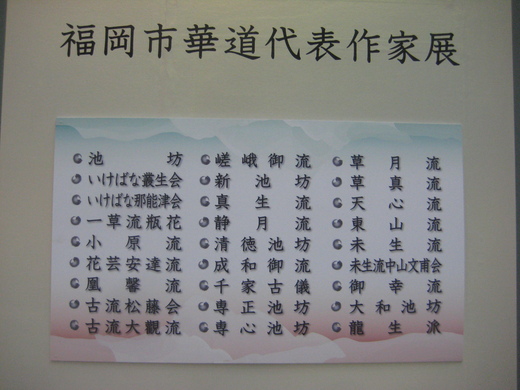 福岡市華道代表作家展
池坊
いけばな叢生会
いけばな那能津会
一草流瓶花
小原流
花芸安達流
凰馨流
古流松藤会
古流大觀流
嵯峨御流
新池坊
真生流
静月流
清徳池坊
成和御流
千家古儀
専正池坊
専心池坊
草月流
草真流
天心流
東山流
未生流
未生流中山文甫会
御幸流
大和池坊
龍生派